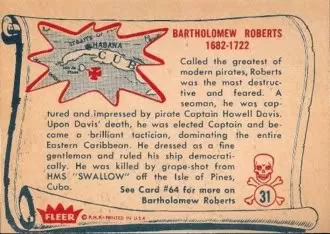 STRAITS OF
HABANA
CUBA
BARTHOLOMEW ROBERTS
1682-1722
Called the greatest of
modern pirates, Roberts
was the most destruc-
tive and feared. A
seaman, he was cap-
tured and impressed by pirate Captain Howell Davis.
Upon Davis' death, he was elected Captain and be-
came a brilliant tactician, dominating the entire
Eastern Caribbean. He dressed as a fine
gentleman and ruled his ship democrati-
cally. He was killed by grape-shot from
HMS "SWALLOW" off the Isle of Pines,
Cuba.
See Card #64 for more on
Bartholomew Roberts
31
FLEER
PRINTED IN U.S.A.